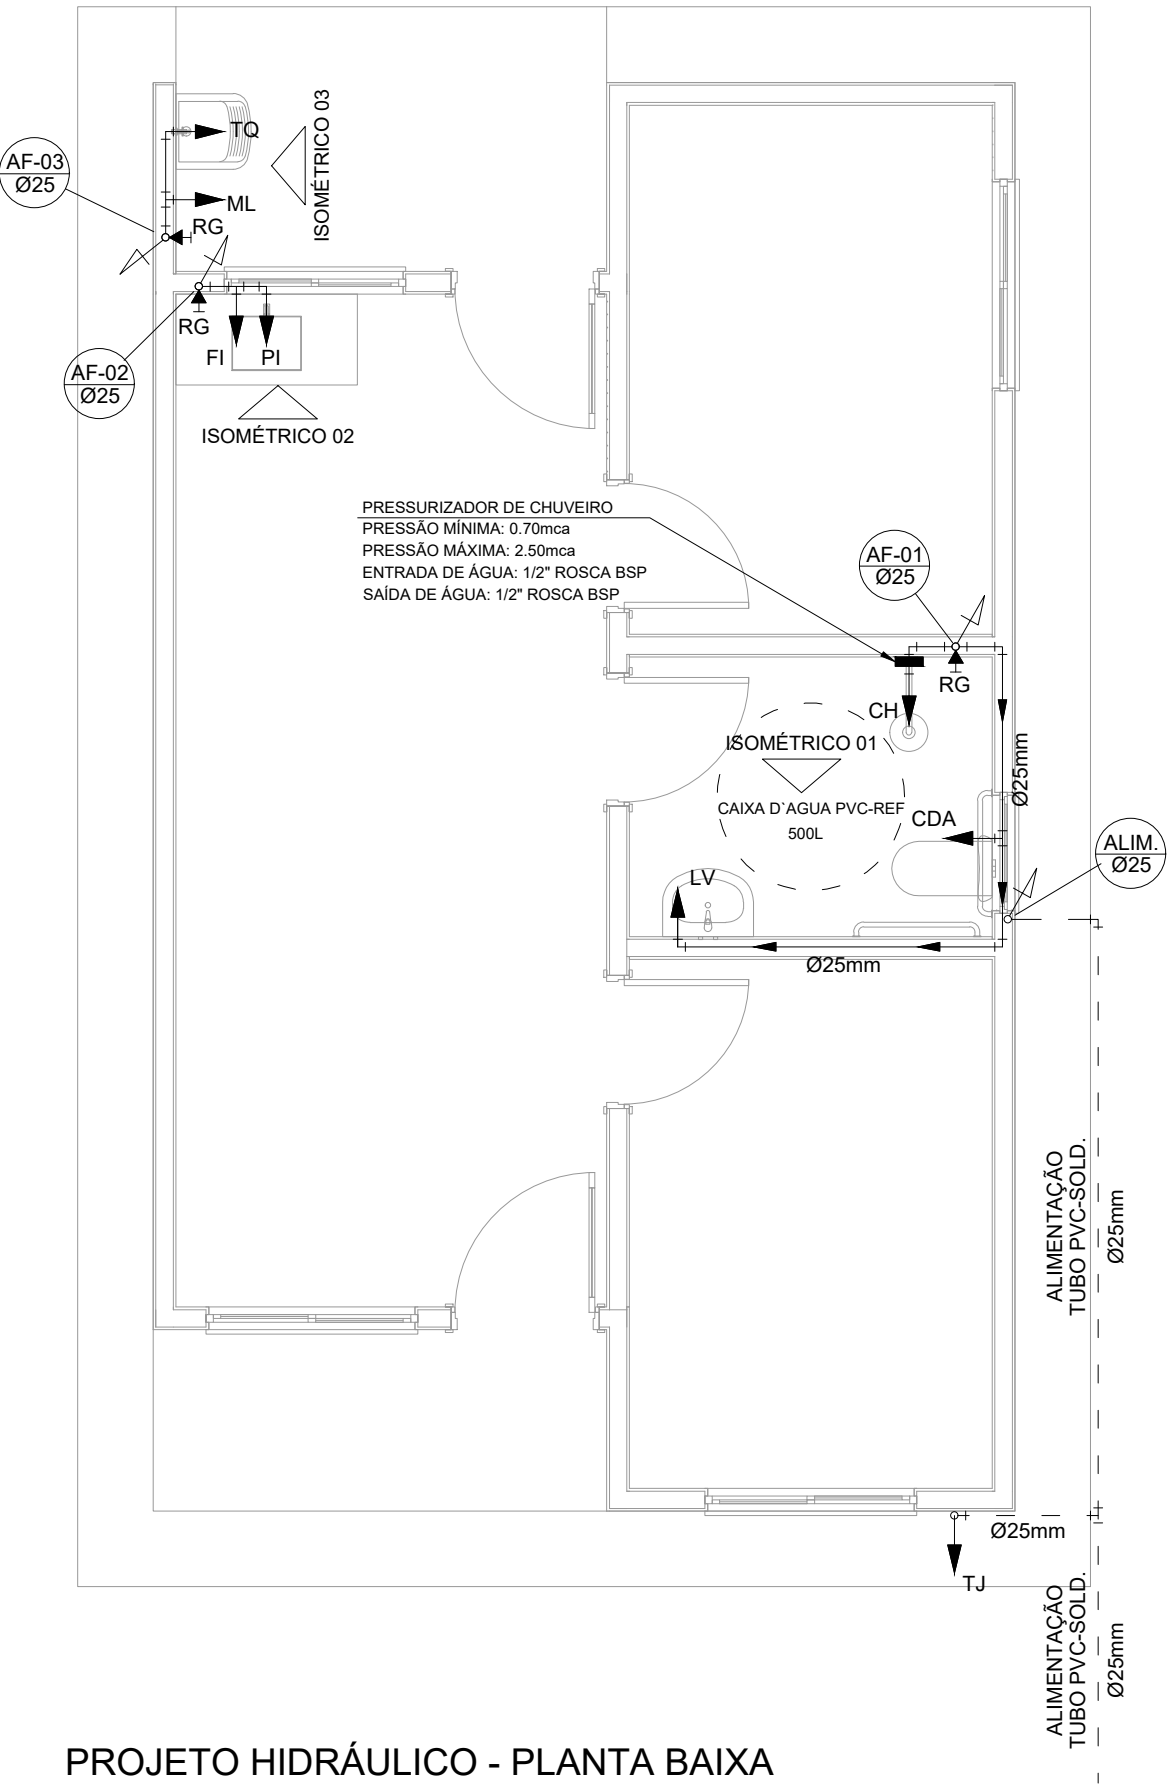 ISOMÉTRICO 03
TQ
AF-03
Ø25
ML
RG
RG
FI
PI
AF-02
Ø25
ISOMÉTRICO 02
PRESSURIZADOR DE CHUVEIRO
PRESSÃO MÍNIMA: 0.70mca
PRESSÃO MÁXIMA: 2.50mca
ENTRADA DE ÁGUA: 1/2" ROSCA BSP
SAÍDA DE ÁGUA: 1/2" ROSCA BSP
AF-01
Ø25
RG
CH
ISOMÉTRICO 01
Ø25mm
CAIXA D`AGUA PVC-REF
500L
CDA
ALIM.
Ø25
LV
Ø25mm
ALIMENTAÇÃO
TUBO PVC-SOLD.
Ø25mm
Ø25mm
TJ
ALIMENTAÇÃO
TUBO PVC-SOLD.
Ø25mm
PROJETO HIDRÁULICO - PLANTA BAIXA